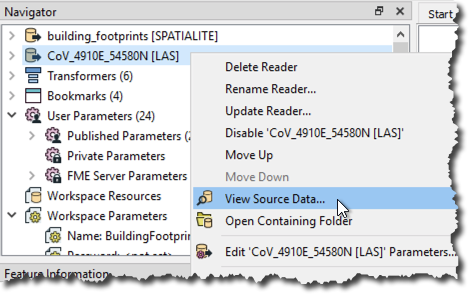 Navigator
Start
building_footprints [SPATIALITE]
CoV_4910E_54580N [LAS]
Transformers (6)
Bookmarks (4)
User Parameters (24)
Published Parameters (2
Private Parameters
FME Server Parameters
Workspace Resources
Workspace Parameters
Name: BuildingFootprin
Feature Information
Delete Reader
Rename Reader...
Update Reader...
Disable 'CoV_4910E_54580N [LAS]'
Move Up
Move Down
View Source Data...
Open Containing Folder
Edit 'CoV_4910E_54580N [LAS]' Parameters...